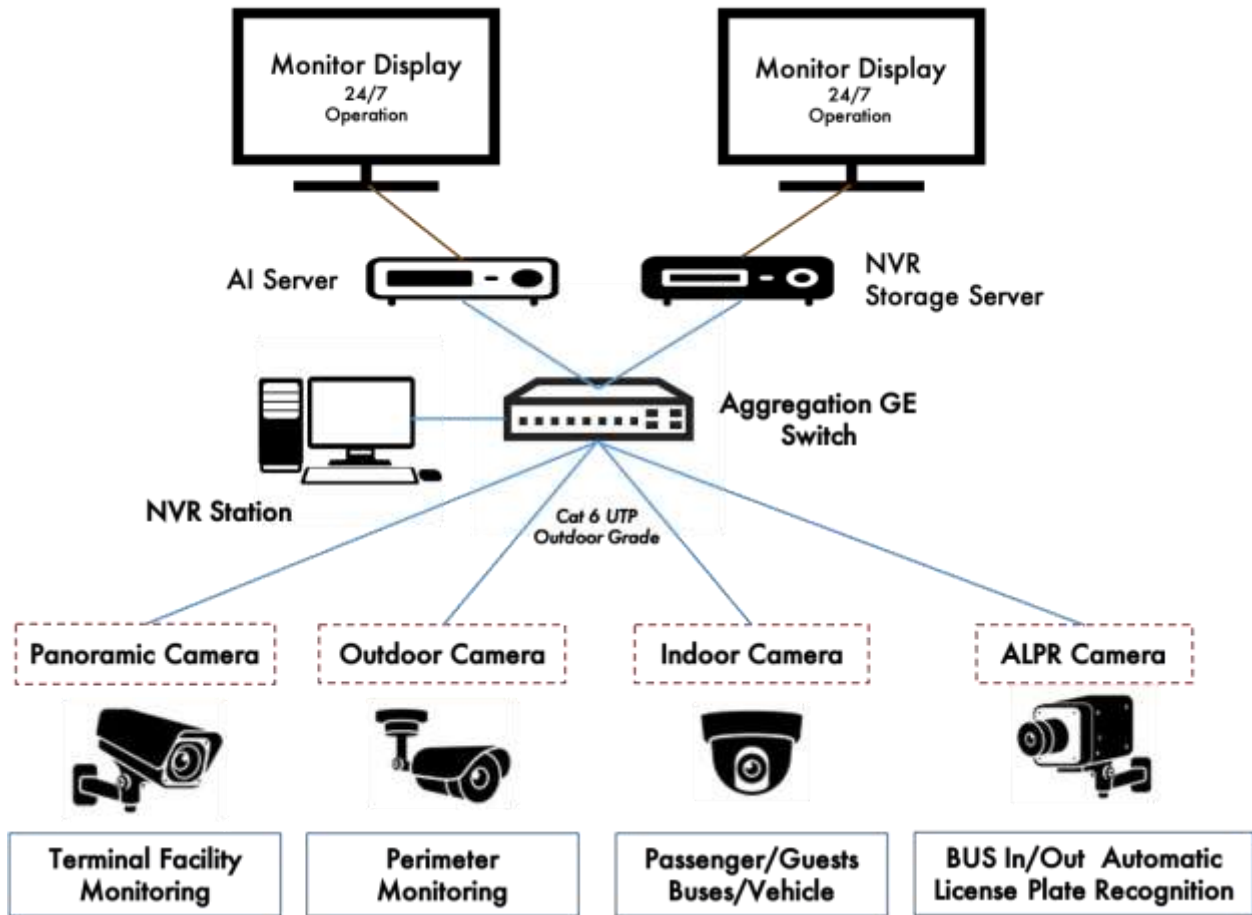 Monitor Display
24/7
Operation
Monitor Display
24/7
Operation
AI Server
NVR
Storage Server
Aggregation GE
Switch
NVR Station
Cat 6 UTP
Outdoor Grade
Panoramic Camera
Outdoor Camera
Indoor Camera
ALPR Camera
Terminal Facility
Monitoring
Perimeter
Monitoring
Passenger/Guests
Buses/Vehicle
BUS In/Out Automatic
License Plate Recognition